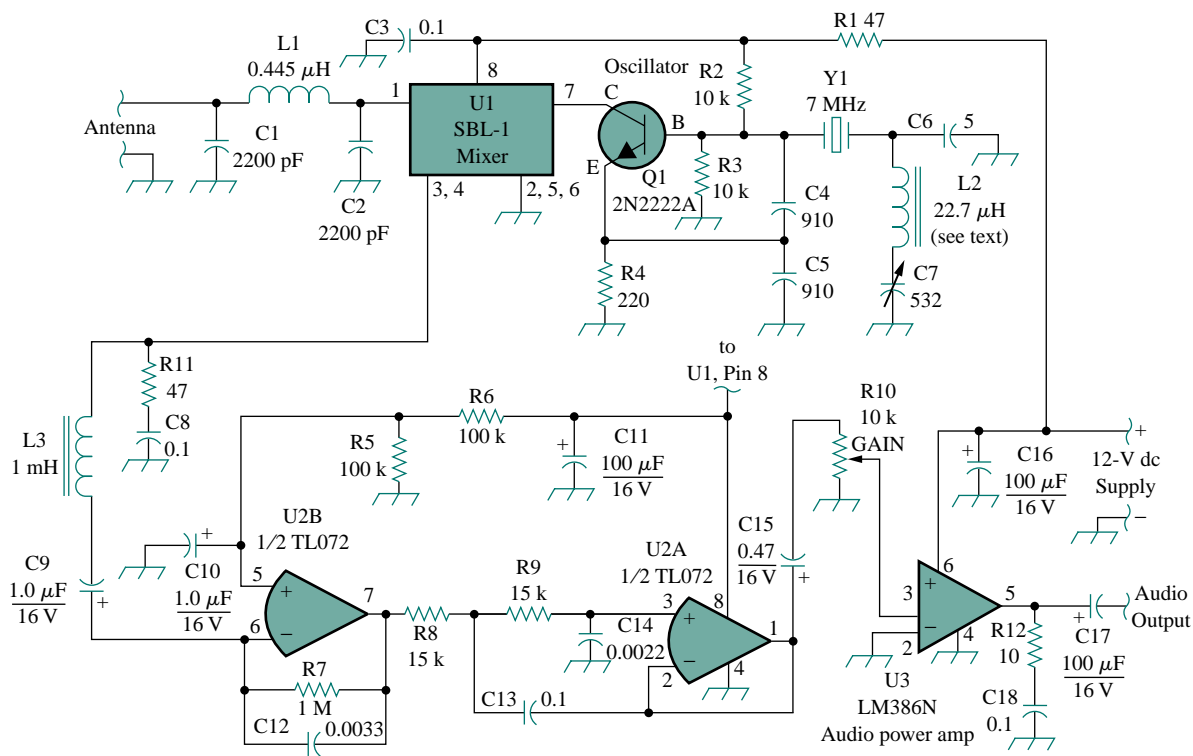 C3
0.1
R1 47
L1
0.445 μH
8
Oscillator
R2
10 k
Y1
7 MHz
1
U1
SBL-1
Mixer
7
C
B
E
C6
5
Antenna
C1
2200 pF
3, 4
2, 5, 6
Q1
2N2222A
R3
10 k
C4
910
L2
22.7 μH
(see text)
C2
2200 pF
R4
220
C5
910
C7
532
R11
47
C8
0.1
L3
1 mH
to
U1, Pin 8
R6
100 k
R5
100 k
+
C11
100 μF
16 V
R10
10 k
GAIN
+
C16
100 μF
16 V
+
12-V dc
Supply
−
U2B
1/2 TL072
+
C10
1.0 μF
16 V
C9
1.0 μF
16 V
+
5
+
6
−
7
R8
15 k
R9
15 k
U2A
1/2 TL072
C15
0.47
16 V
+
3
+
8
1
2
−
4
C14
0.0022
R7
1 M
C12
0.0033
C13
0.1
6
3
+
−
2
5
4
U3
LM386N
Audio power amp
R12
10
C18
0.1
+
C17
100 μF
16 V
Audio
Output